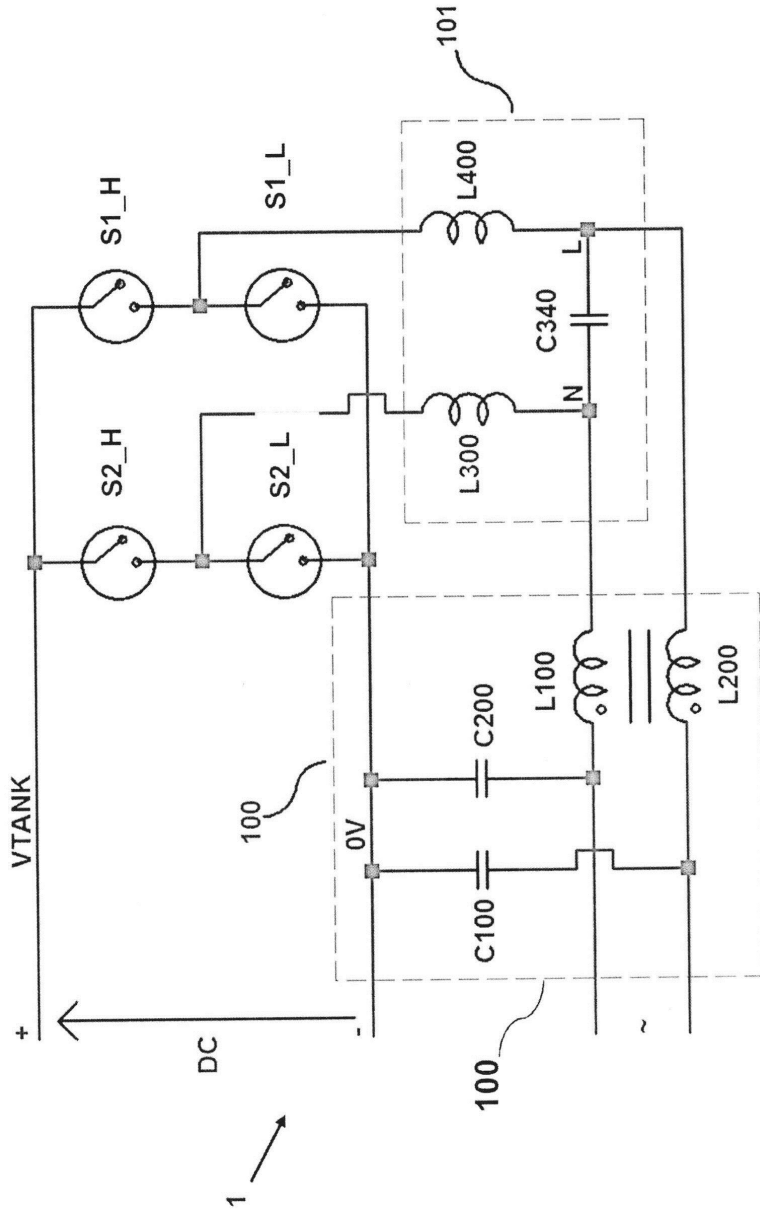 101
S1_H
S1_L
L400
L
C340
S2_H
S2_L
L300
N
VTANK
100
0V
C200
L100
C100
L200
+
DC
-
100
~
1